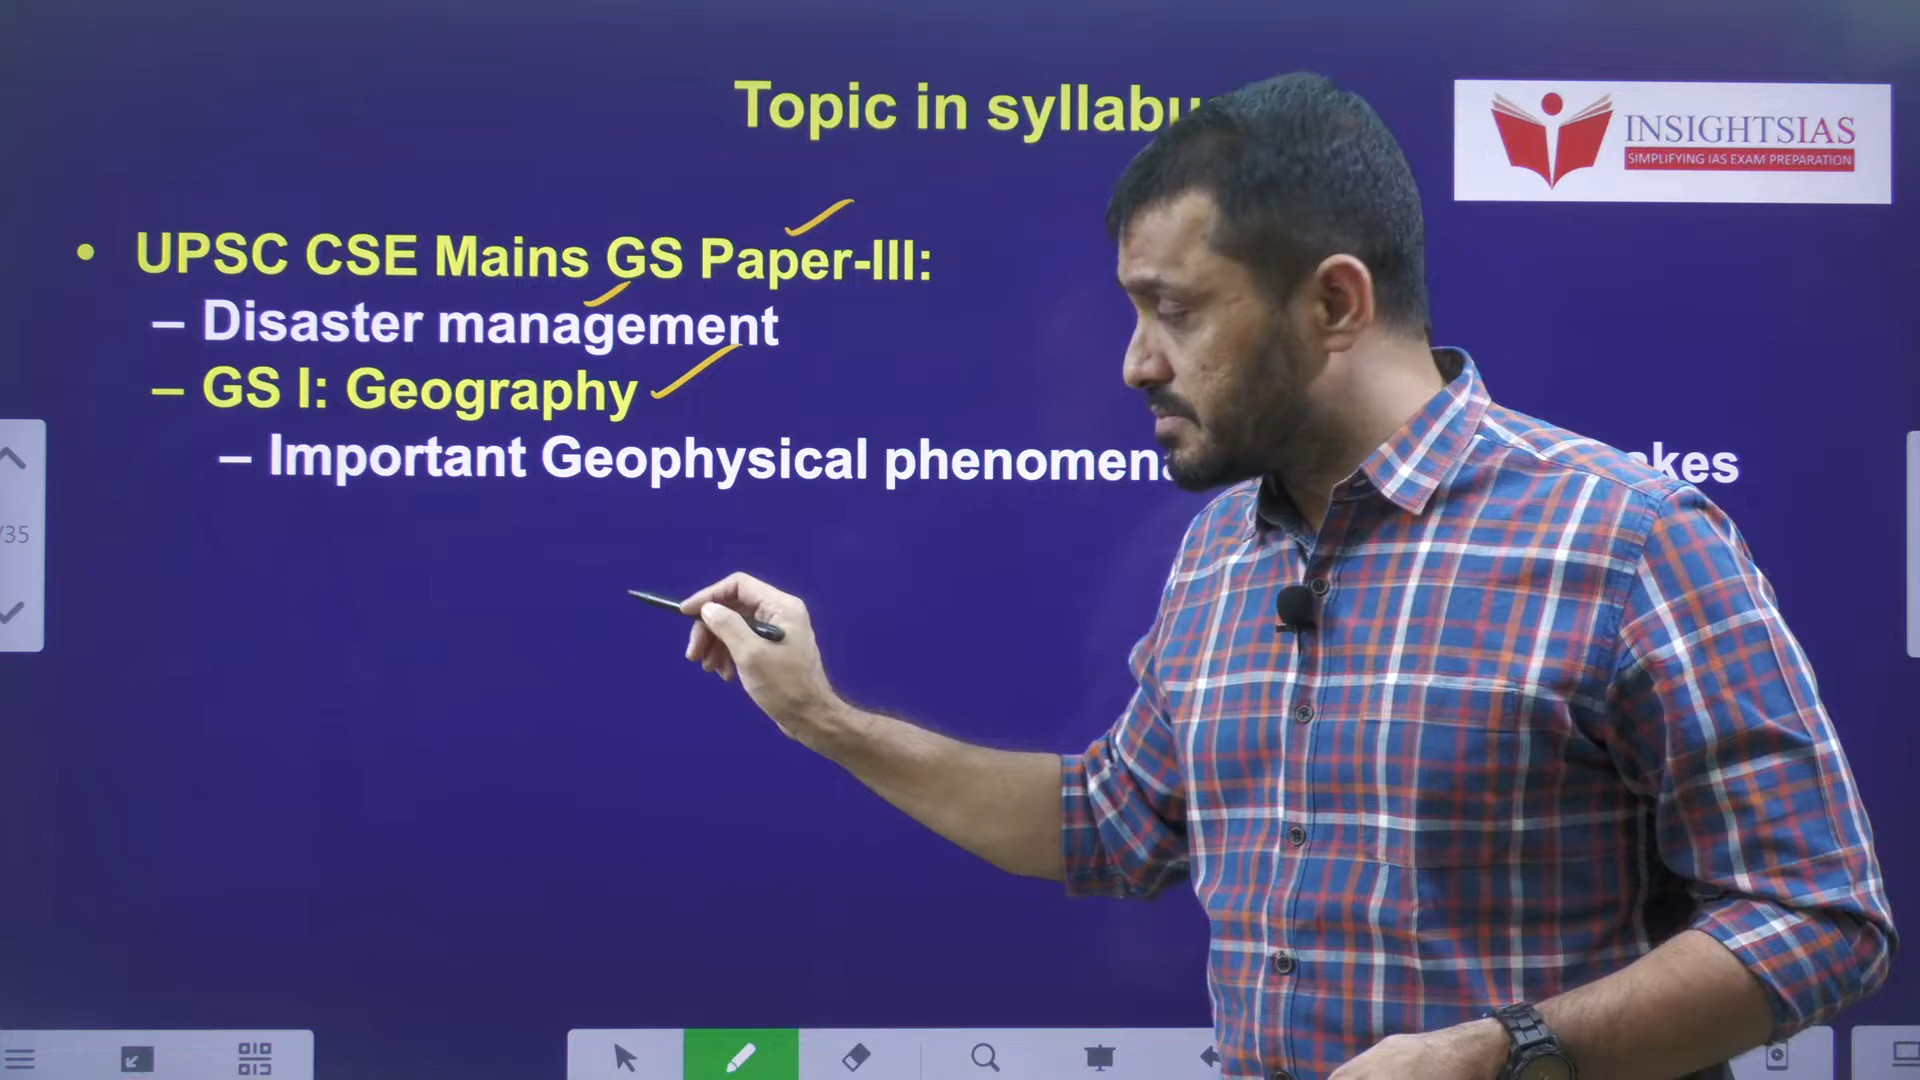 Topic in syllabu
INSIGHTSIAS
SIMPLIFYING IAS EXAM PREPARATION
• UPSC CSE Mains GS Paper-III:
– Disaster management
– GS I: Geography
– Important Geophysical phenomena akes
/35